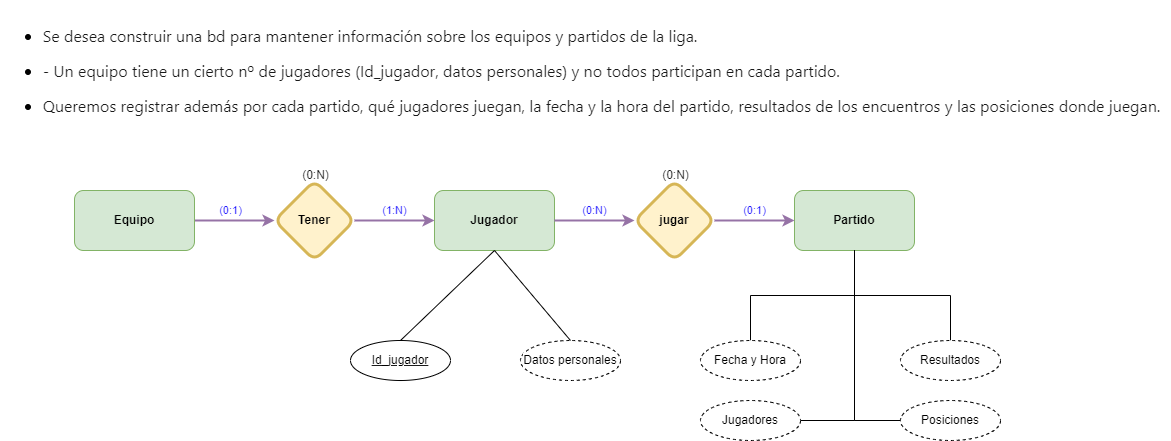 Se desea construir una bd para mantener información sobre los equipos y partidos de la liga.
- Un equipo tiene un cierto nº de jugadores (Id_jugador, datos personales) y no todos participan en cada partido.
Queremos registrar además por cada partido, qué jugadores juegan, la fecha y la hora del partido, resultados de los encuentros y las posiciones donde juegan.
(0:N) (0:N)
Equipo (0:1) Tener (1:N) Jugador (0:N) jugar (0:1) Partido
Id_jugador Datos personales Fecha y Hora Resultados
Jugadores Posiciones